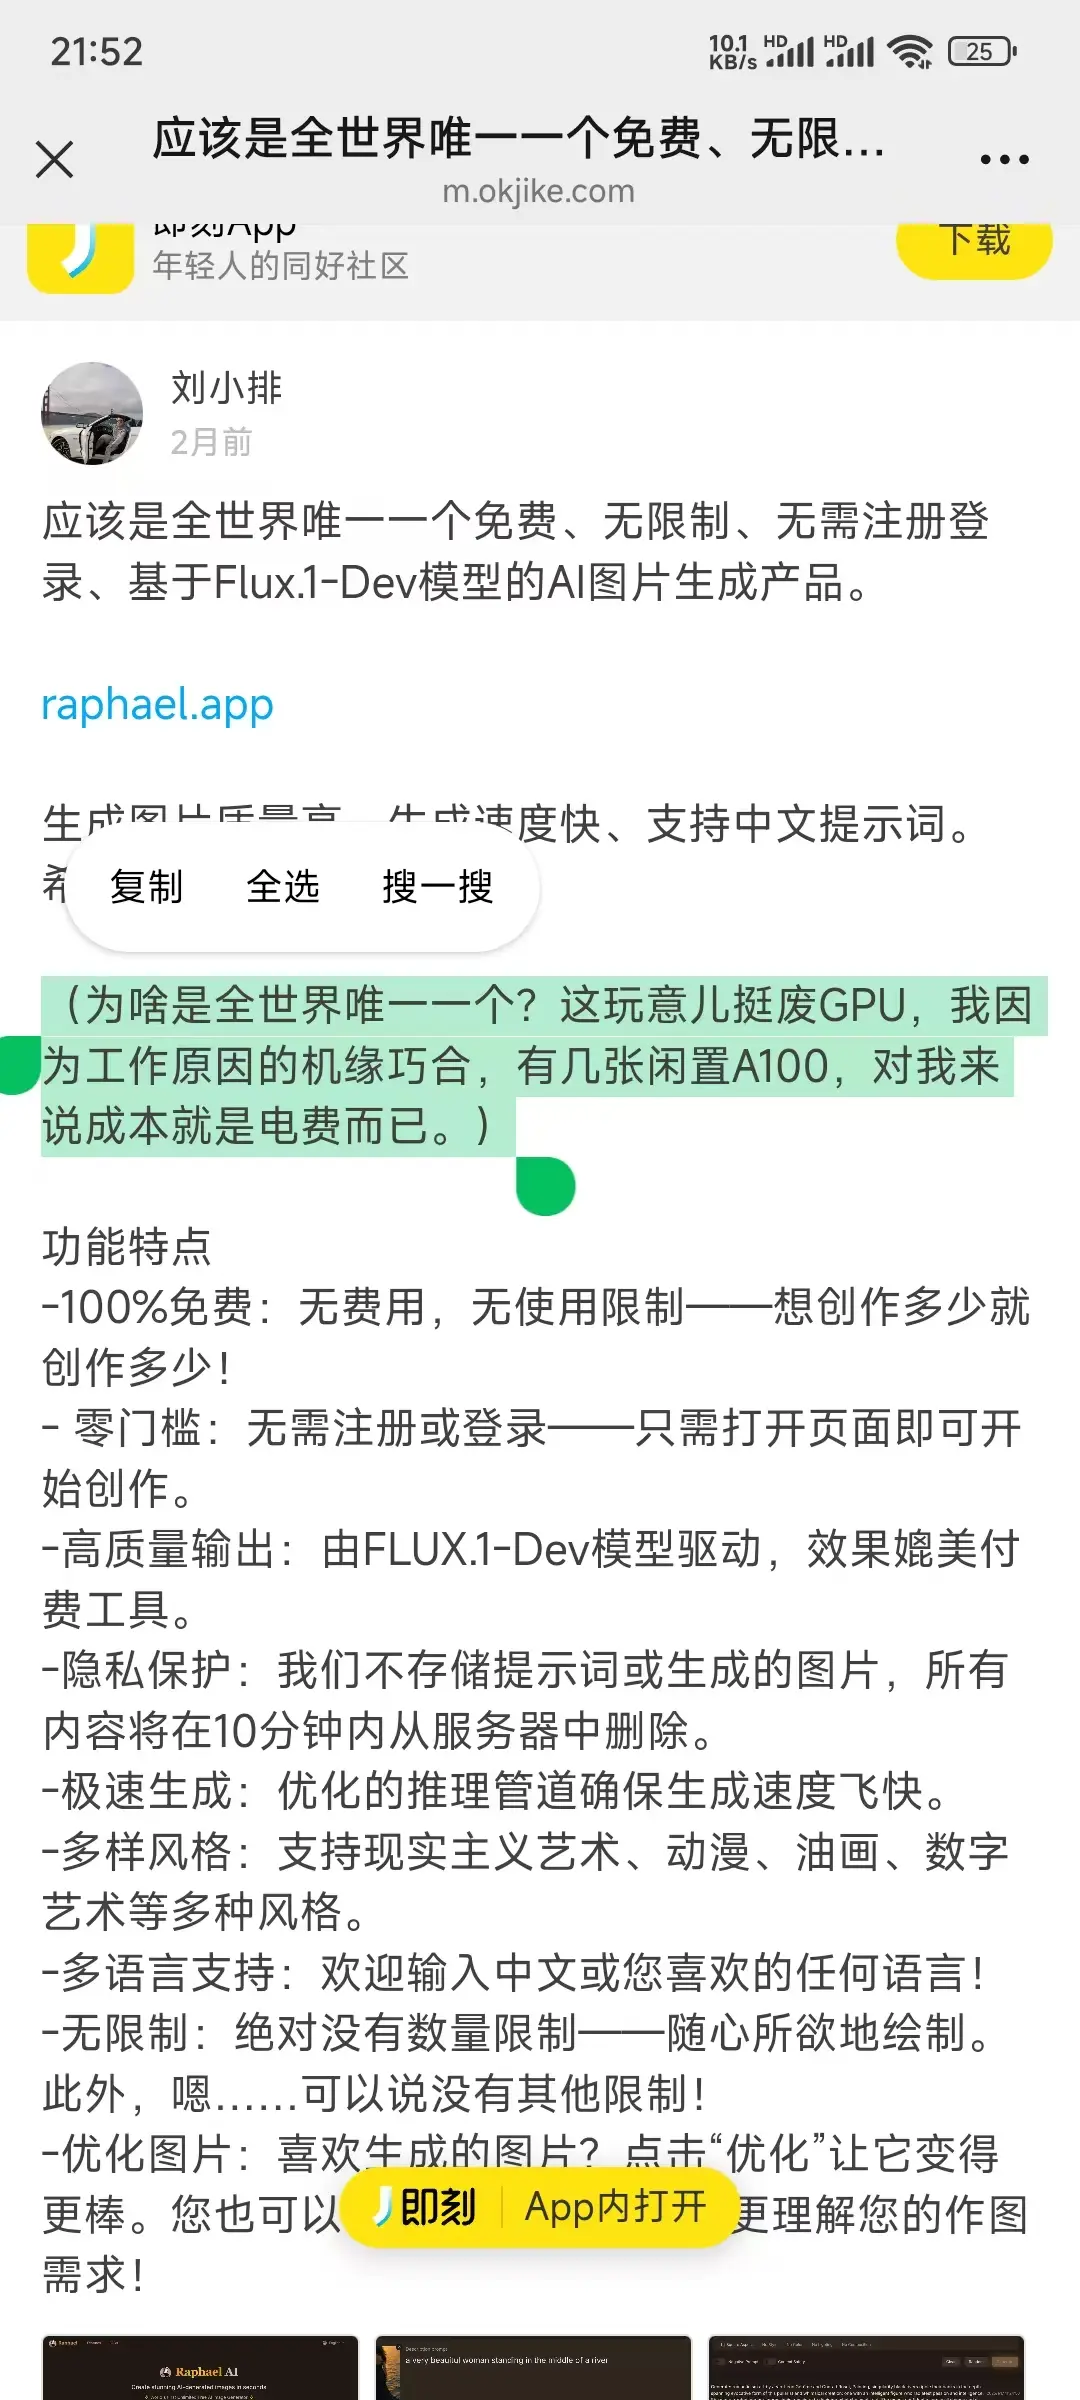 21:52
10.1 KB/s HD HD 25
应该是全世界唯一一个免费、无限...
m.okjike.com
即刻App
年轻人的同好社区
下载
刘小排
2月前
应该是全世界唯一一个免费、无限制、无需注册登
录、基于Flux.1-Dev模型的AI图片生成产品。
raphael.app
生成图片质量高、生成速度快、支持中文提示词。
希
复制 全选 搜一搜
（为啥是全世界唯一一个？这玩意儿挺废GPU，我因
为工作原因的机缘巧合，有几张闲置A100，对我来
说成本就是电费而已。）
功能特点
-100%免费：无费用，无使用限制——想创作多少就
创作多少！
- 零门槛：无需注册或登录——只需打开页面即可开
始创作。
-高质量输出：由FLUX.1-Dev模型驱动，效果媲美付
费工具。
-隐私保护：我们不存储提示词或生成的图片，所有
内容将在10分钟内从服务器中删除。
-极速生成：优化的推理管道确保生成速度飞快。
-多样风格：支持现实主义艺术、动漫、油画、数字
艺术等多种风格。
-多语言支持：欢迎输入中文或您喜欢的任何语言！
-无限制：绝对没有数量限制——随心所欲地绘制。
此外，嗯……可以说没有其他限制！
-优化图片：喜欢生成的图片？点击“优化”让它变得
更棒。您也可以 更理解您的作图
即刻 App内打开
需求！
Raphael
Raphael AI
Create stunning AI-generated images in seconds
Description prompt
a very beautiful woman standing in the middle of a river